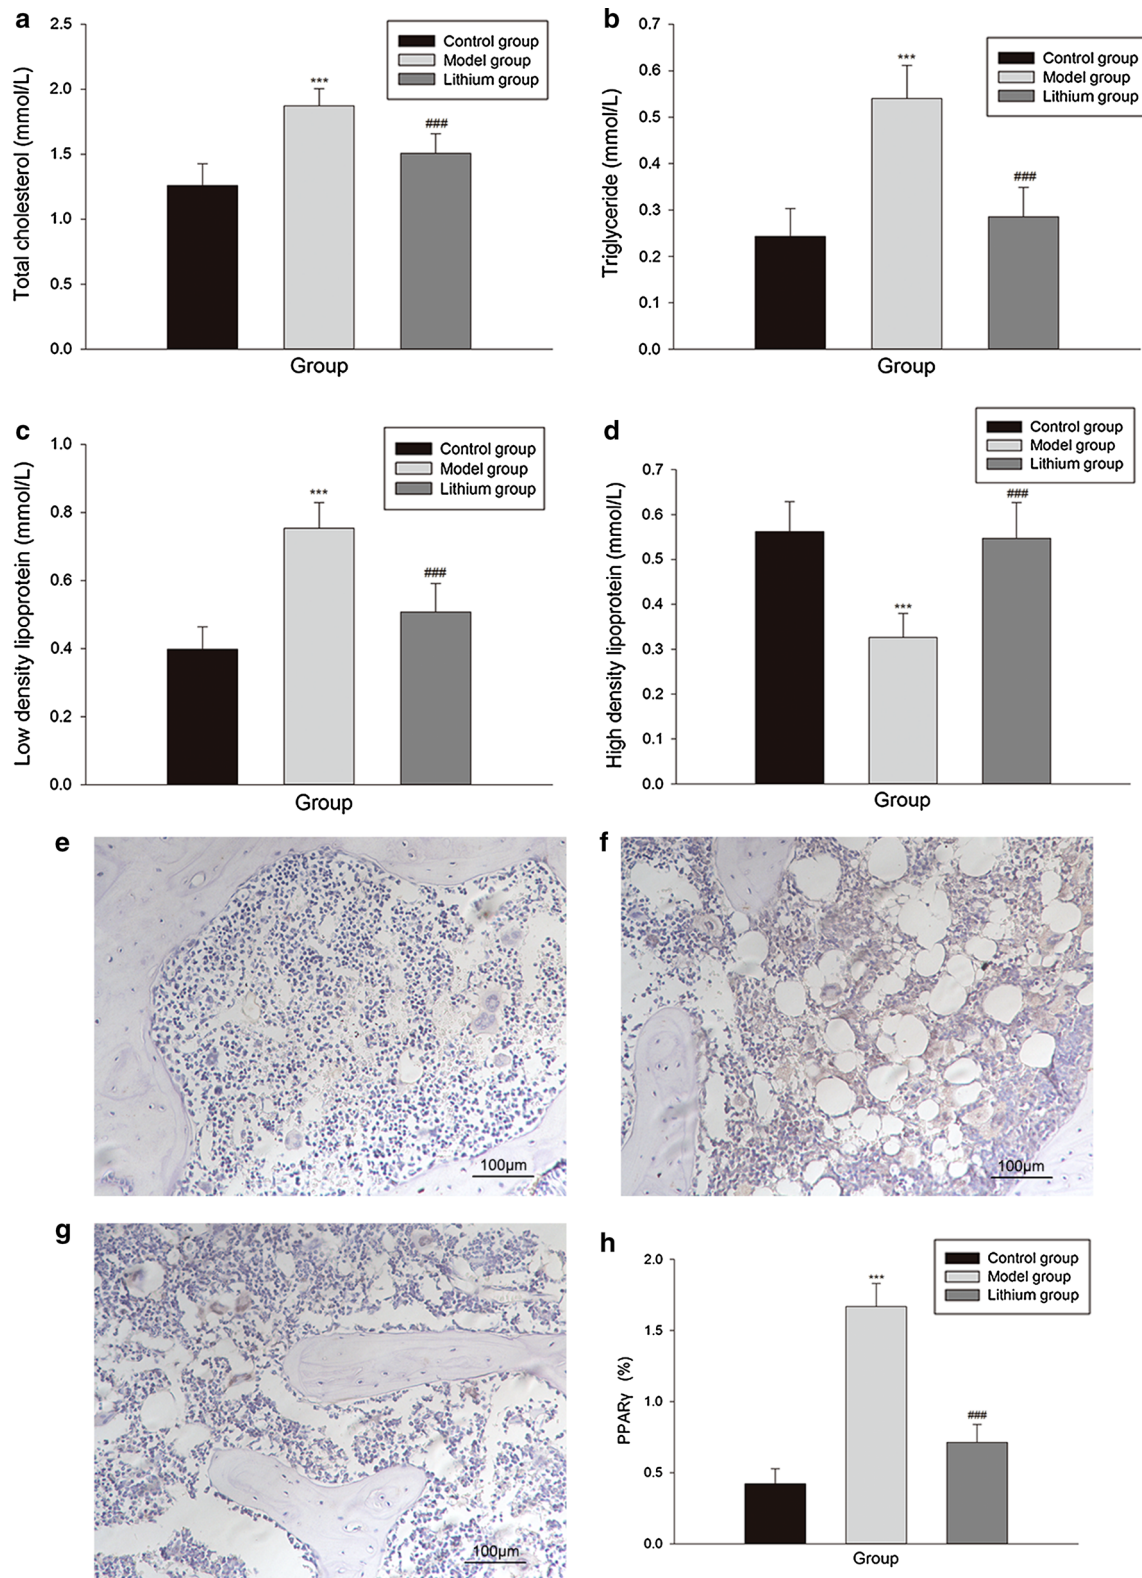 a
2.5
2.0
1.5
1.0
0.5
0.0
Total cholesterol (mmol/L)
Control group
Model group
Lithium group
***
###
Group
b
0.7
0.6
0.5
0.4
0.3
0.2
0.1
0.0
Triglyceride (mmol/L)
Control group
Model group
Lithium group
***
###
Group
c
1.0
0.8
0.6
0.4
0.2
0.0
Low density lipoprotein (mmol/L)
Control group
Model group
Lithium group
***
###
Group
d
0.7
0.6
0.5
0.4
0.3
0.2
0.1
0.0
High density lipoprotein (mmol/L)
Control group
Model group
Lithium group
***
###
Group
e
100µm
f
100µm
g
100µm
h
2.0
1.5
1.0
0.5
0.0
PPARγ (%)
Control group
Model group
Lithium group
***
###
Group